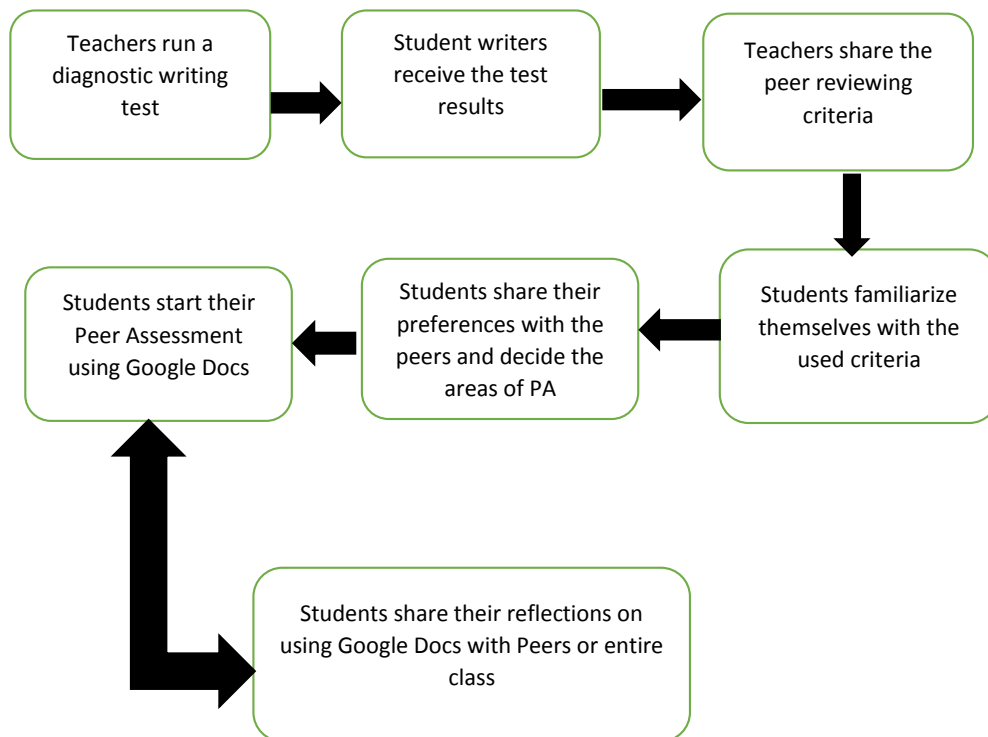 Teachers run a
diagnostic writing
test
Student writers
receive the test
results
Teachers share the
peer reviewing
criteria
Students familiarize
themselves with the
used criteria
Students share their
preferences with the
peers and decide the
areas of PA
Students start their
Peer Assessment
using Google Docs
Students share their reflections on
using Google Docs with Peers or entire
class